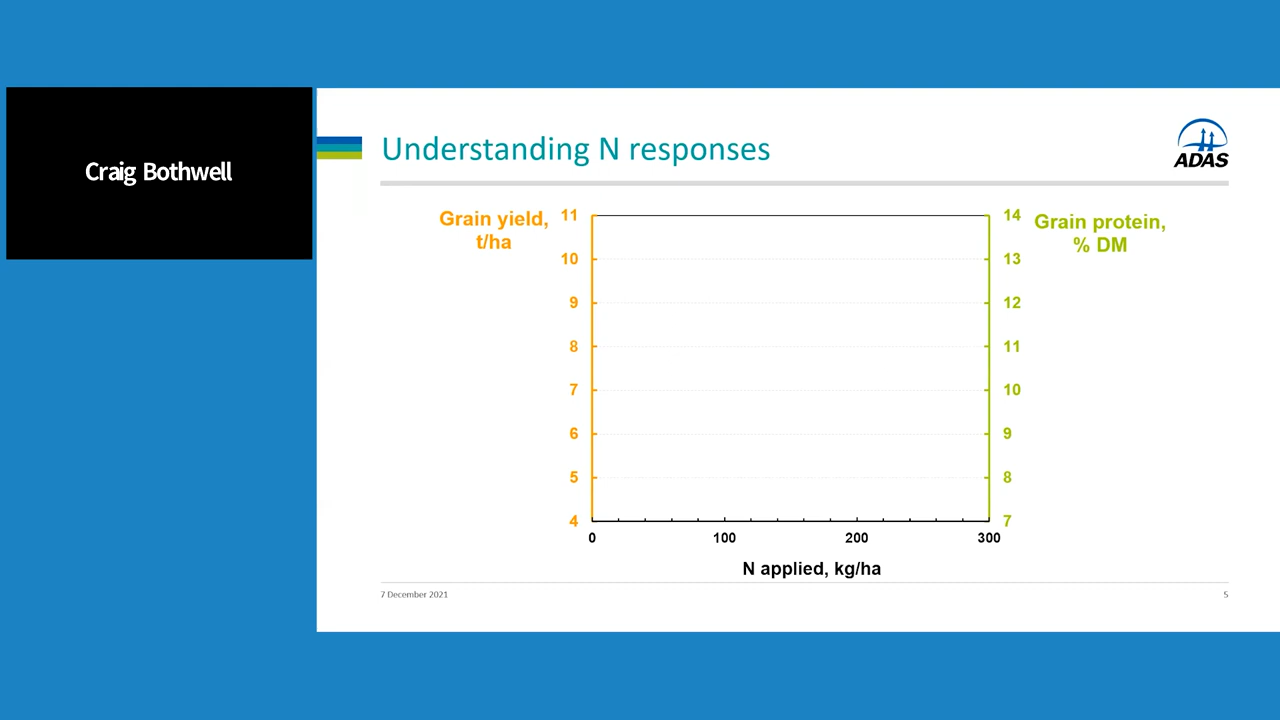 Craig Bothwell
Understanding N responses
ADAS
Grain yield,
t/ha
11
10
9
8
7
6
5
4
14
13
12
11
10
9
8
7
Grain protein,
% DM
0
100
200
300
N applied, kg/ha
7 December 2021
5